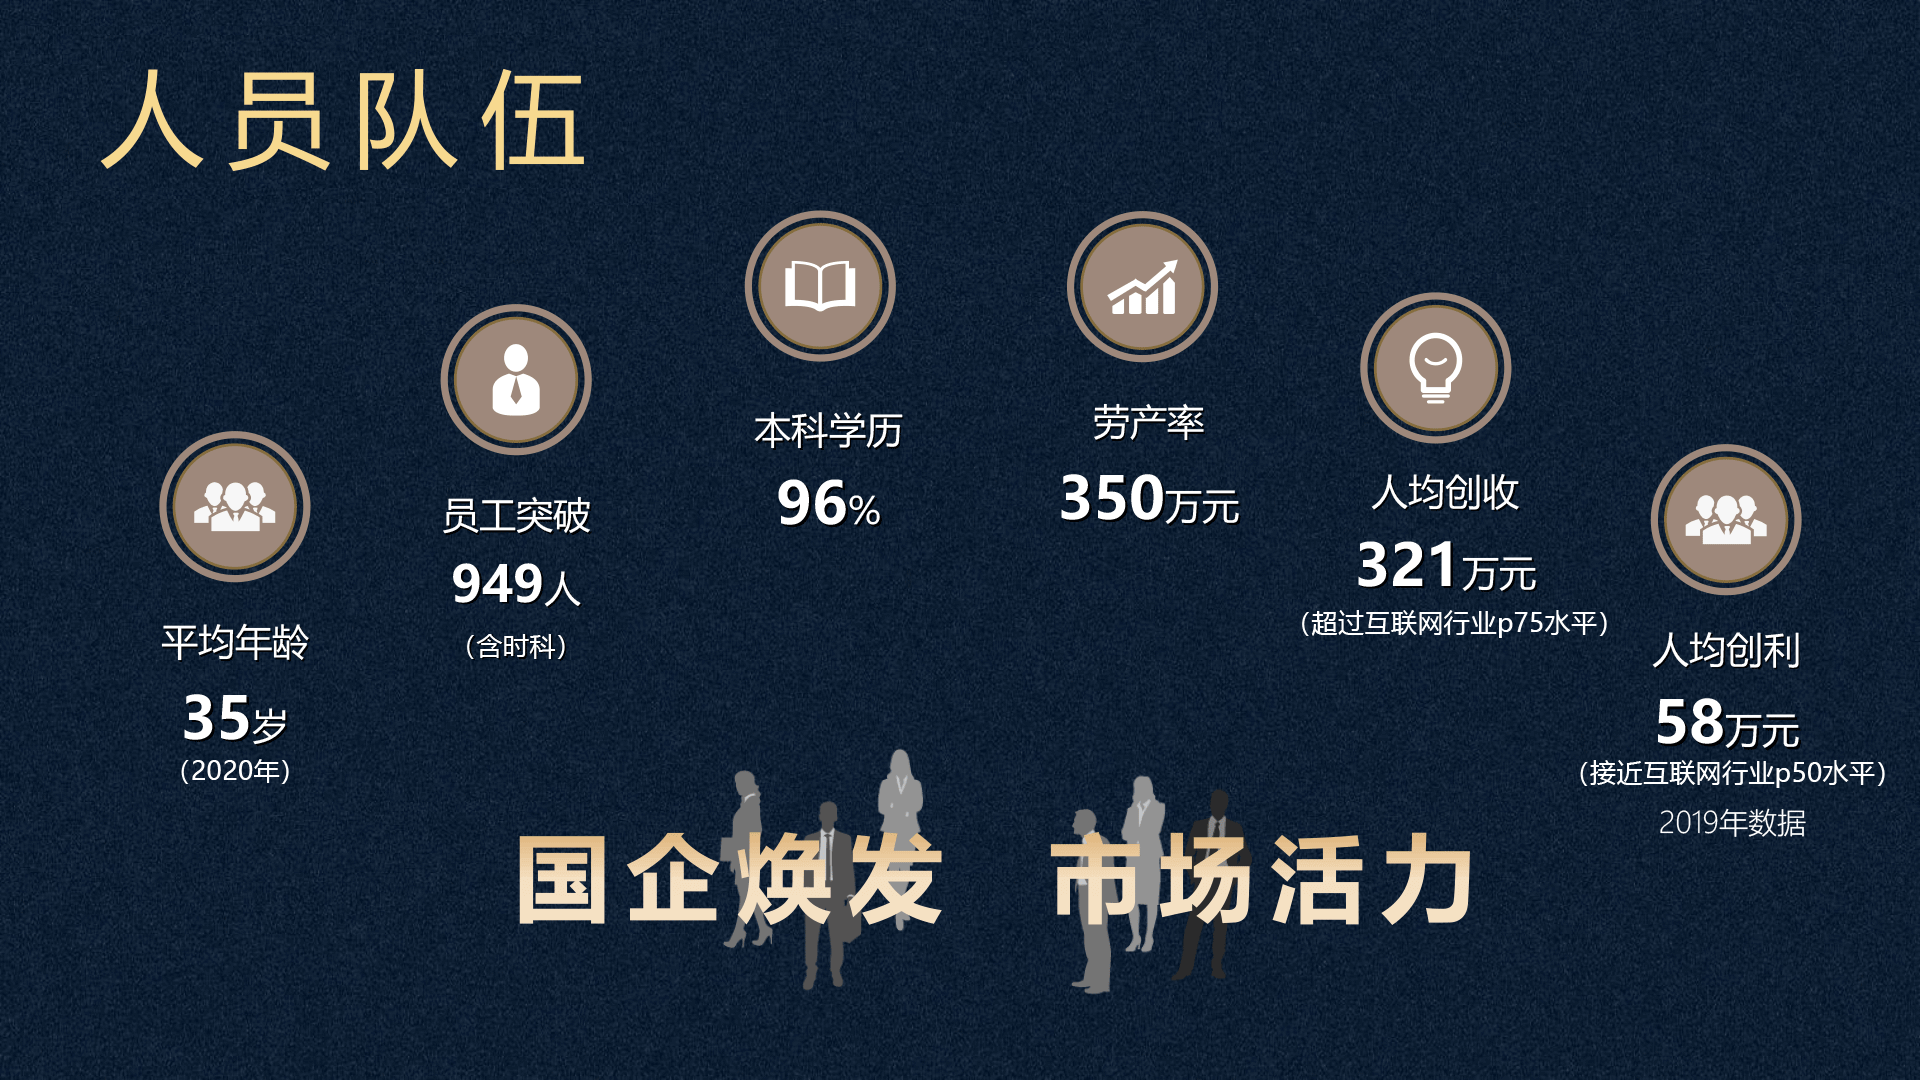 人员队伍
平均年龄
35岁
（2020年）
员工突破
949人
（含时科）
本科学历
96%
劳产率
350万元
人均创收
321万元
（超过互联网行业p75水平）
人均创利
58万元
（接近互联网行业p50水平）
2019年数据
国企焕发 市场活力